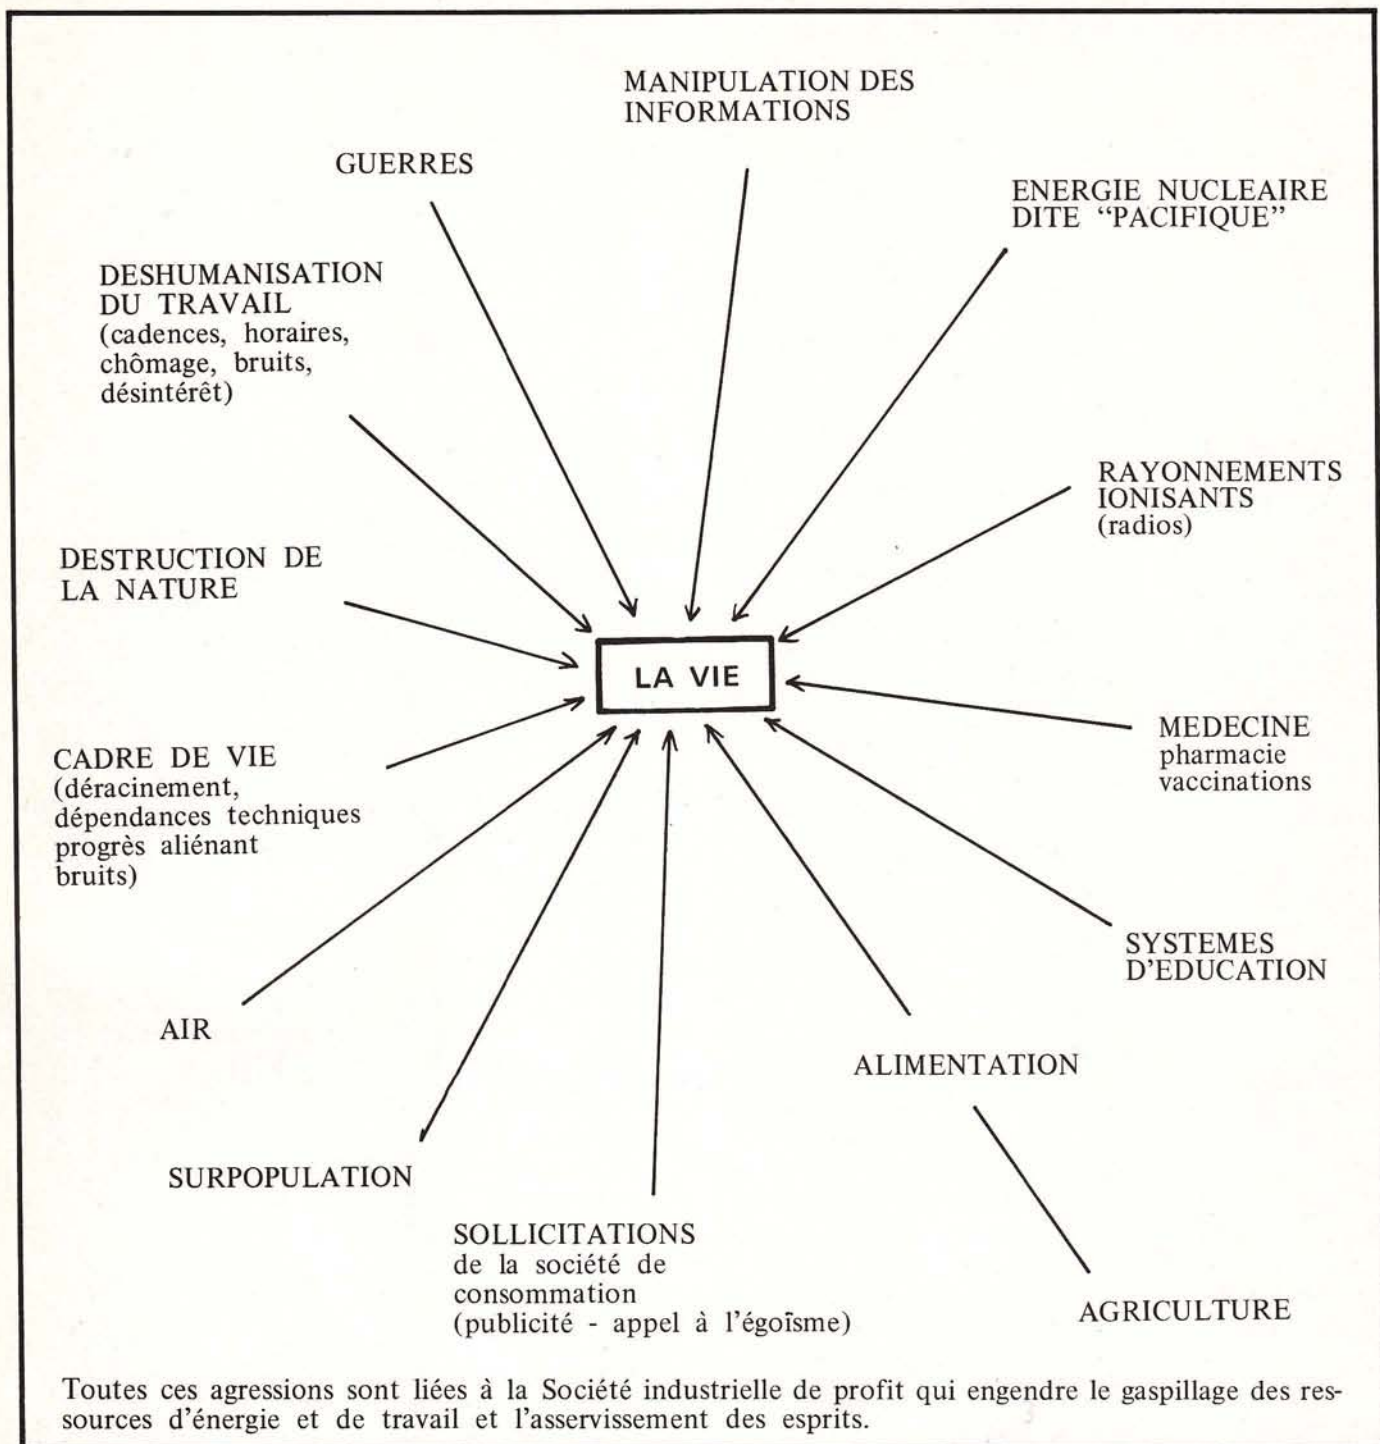 MANIPULATION DES
INFORMATIONS
GUERRES
ENERGIE NUCLEAIRE
DITE “PACIFIQUE”
DESHUMANISATION
DU TRAVAIL
(cadences, horaires,
chômage, bruits,
désintérêt)
RAYONNEMENTS
IONISANTS
(radios)
DESTRUCTION DE
LA NATURE
LA VIE
MEDECINE
pharmacie
vaccinations
CADRE DE VIE
(déracinement,
dépendances techniques
progrès aliénant
bruits)
SYSTEMES
D'EDUCATION
AIR
ALIMENTATION
SURPOPULATION
SOLLICITATIONS
de la société de
consommation
(publicité - appel à l'égoïsme)
AGRICULTURE
Toutes ces agressions sont liées à la Société industrielle de profit qui engendre le gaspillage des res-
sources d'énergie et de travail et l'asservissement des esprits.